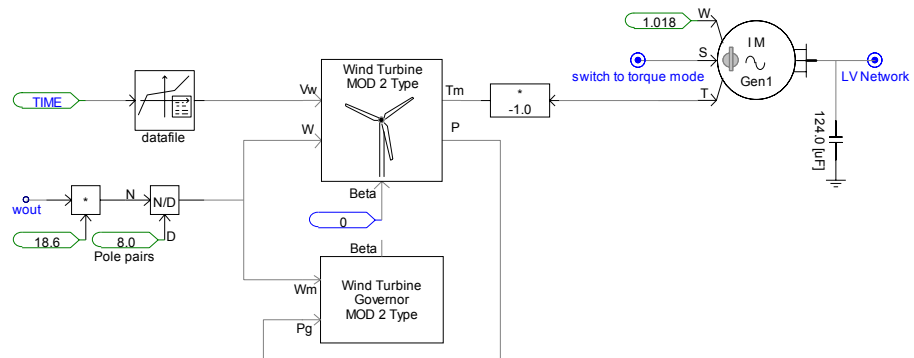 1.018
W
I M
S
Gen1
T
switch to torque mode
LV Network
124.0 [uF]
Wind Turbine
MOD 2 Type
Vw
Tm
*
-1.0
TIME
datafile
W
P
Beta
wout
*
N
N/D
D
18.6
8.0
Pole pairs
0
Beta
Wind Turbine
Governor
MOD 2 Type
Wm
Pg